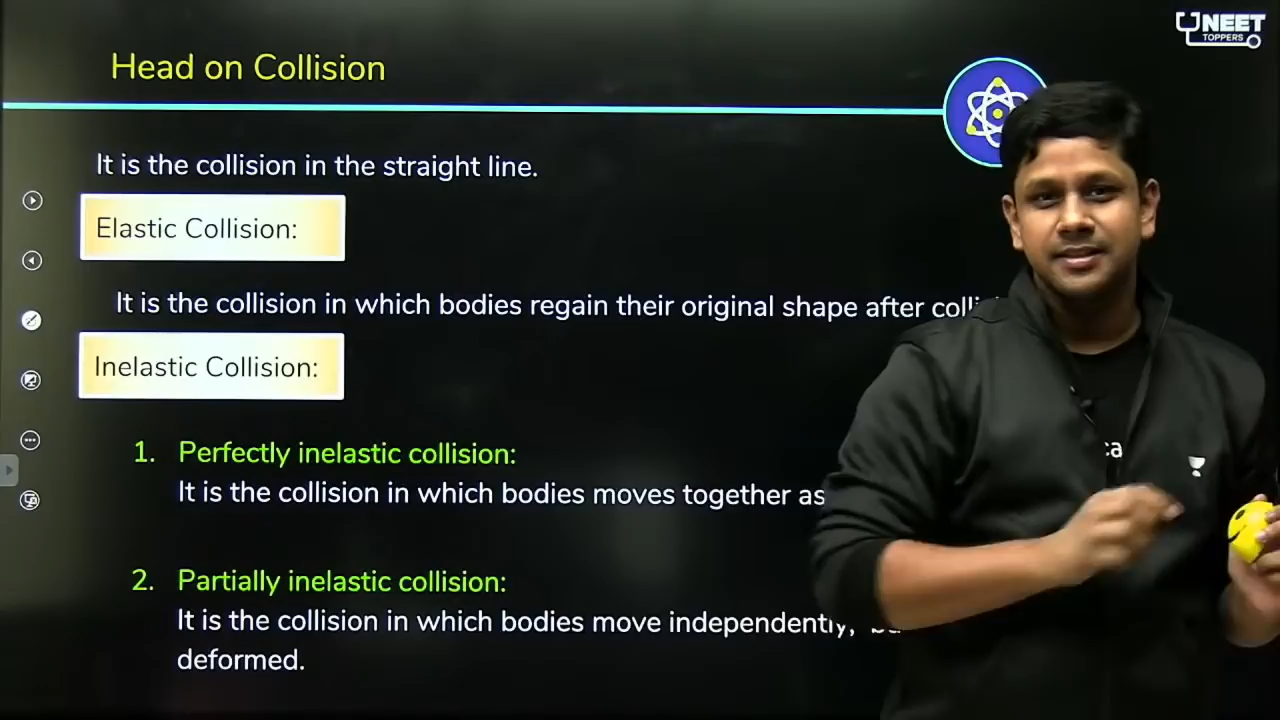 NEET
TOPPERS
Head on Collision
It is the collision in the straight line.
Elastic Collision:
It is the collision in which bodies regain their original shape after
Inelastic Collision:
1. Perfectly inelastic collision:
It is the collision in which bodies moves together as
ca
2. Partially inelastic collision:
It is the collision in which bodies move independently,
deformed.